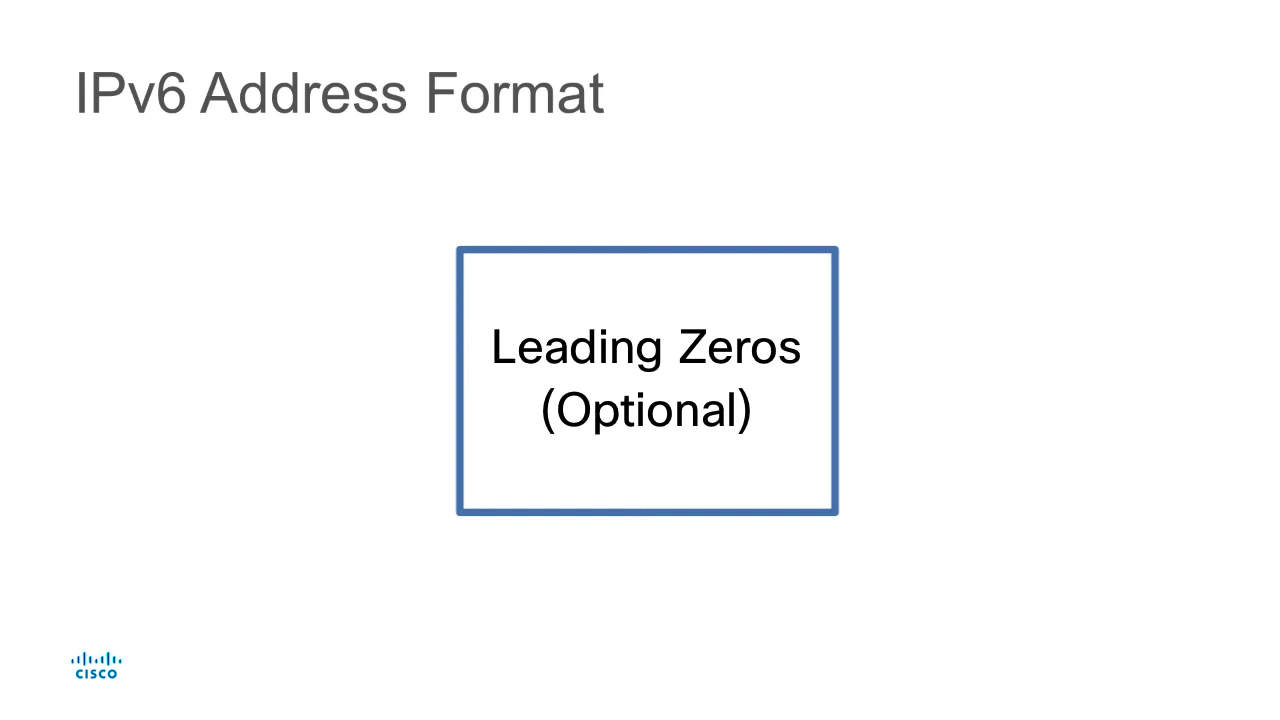 IPv6 Address Format
Leading Zeros
(Optional)
CISCO